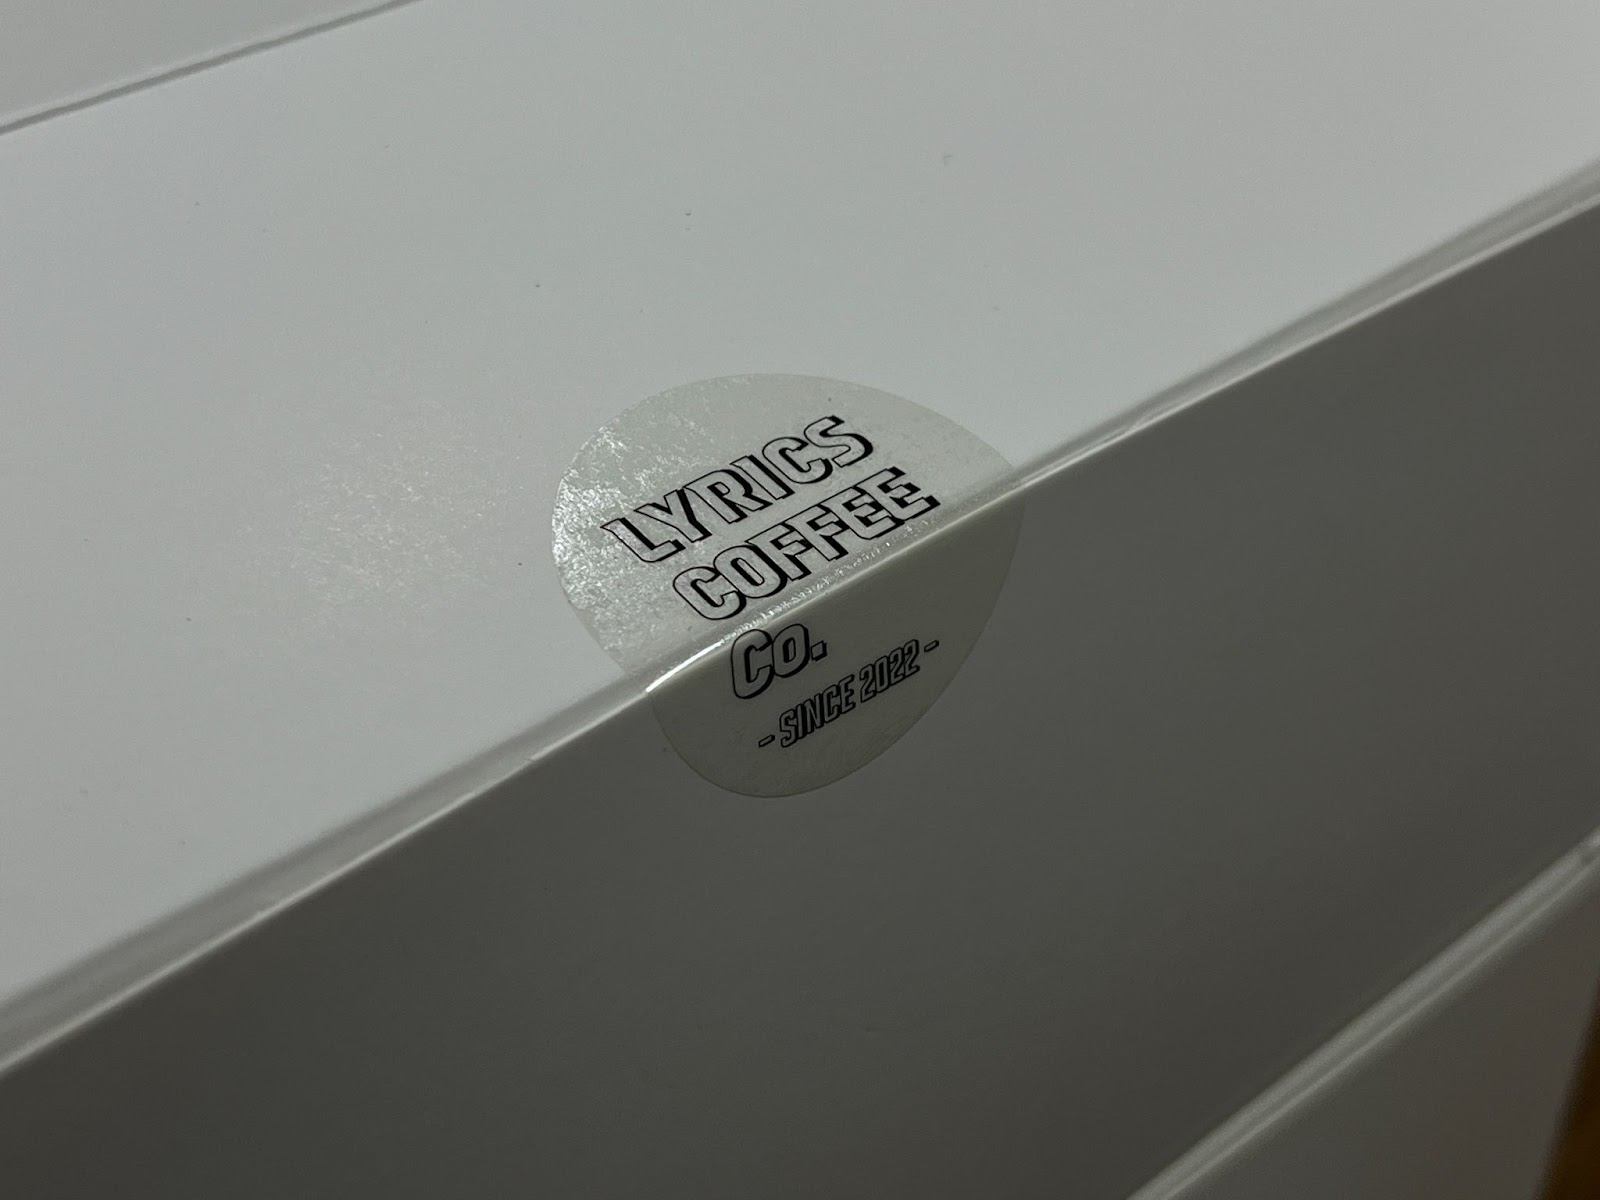 LYRICS
COFFEE
Co.
- SINCE 2022 -